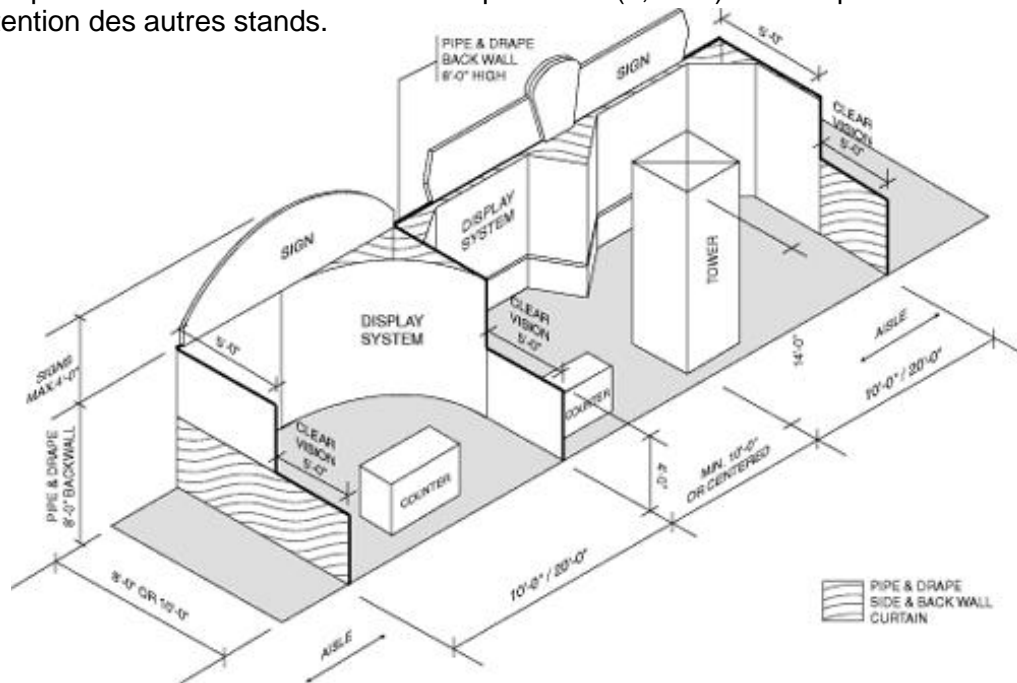 ention des autres stands.
PIPE & DRAPE
BACK WALL
8'-0" HIGH
SIGN
5'-0"
CLEAR
VISION
5'-0"
DISPLAY
SYSTEM
TOWER
SIGN
DISPLAY
SYSTEM
CLEAR
VISION
5'-0"
5'-0"
SIGNS
MAX.4'-0"
PIPE & DRAPE
8'-0" BACKWALL
CLEAR
VISION
5'-0"
COUNTER
COUNTER
14'-0"
AISLE
10'-0" / 20'-0"
MIN. 10'-0"
OR CENTERED
10'-0" / 20'-0"
8'-0" OR 10'-0"
AISLE
PIPE & DRAPE
SIDE & BACK WALL
CURTAIN